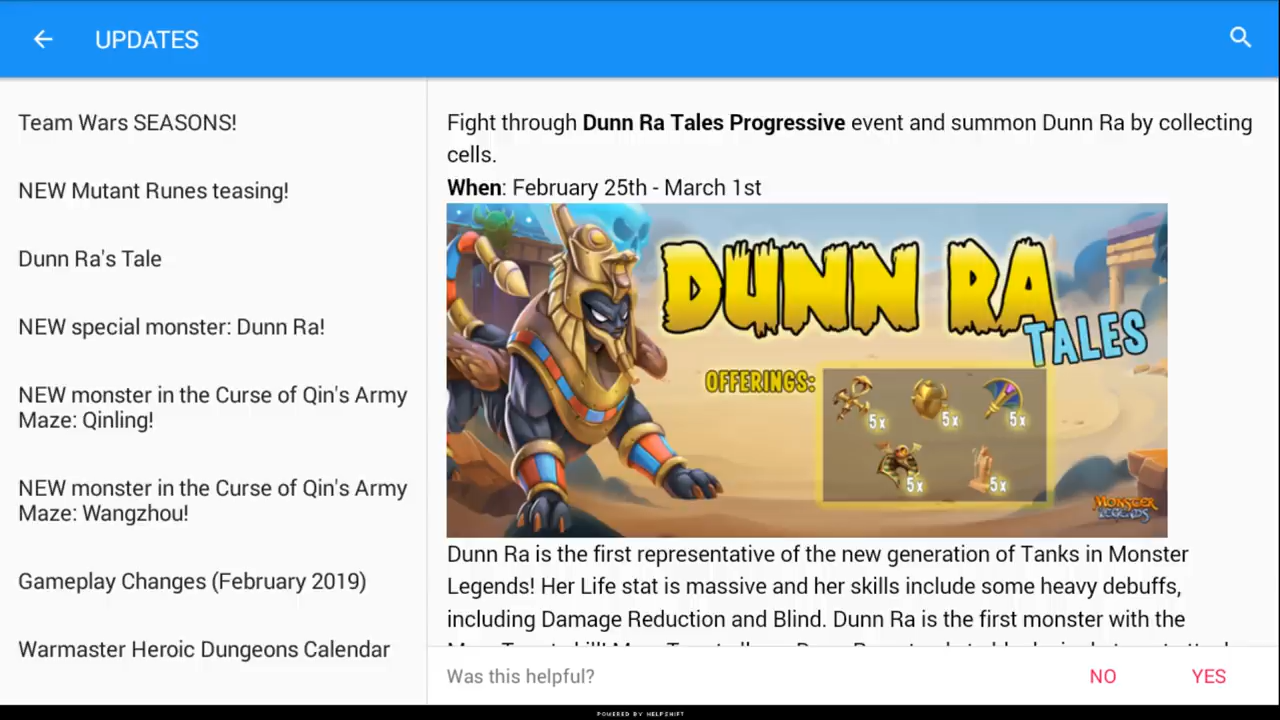 UPDATES
Team Wars SEASONS!
NEW Mutant Runes teasing!
Dunn Ra's Tale
NEW special monster: Dunn Ra!
NEW monster in the Curse of Qin's Army
Maze: Qinling!
NEW monster in the Curse of Qin's Army
Maze: Wangzhou!
Gameplay Changes (February 2019)
Warmaster Heroic Dungeons Calendar
Fight through Dunn Ra Tales Progressive event and summon Dunn Ra by collecting
cells.
When: February 25th - March 1st
DUNN RA
TALES
OFFERINGS:
5x 5x 5x
5x 5x
MONSTER
LEGENDS
Dunn Ra is the first representative of the new generation of Tanks in Monster
Legends! Her Life stat is massive and her skills include some heavy debuffs,
including Damage Reduction and Blind. Dunn Ra is the first monster with the
Was this helpful?
NO YES
POWERED BY HELPSHIFT